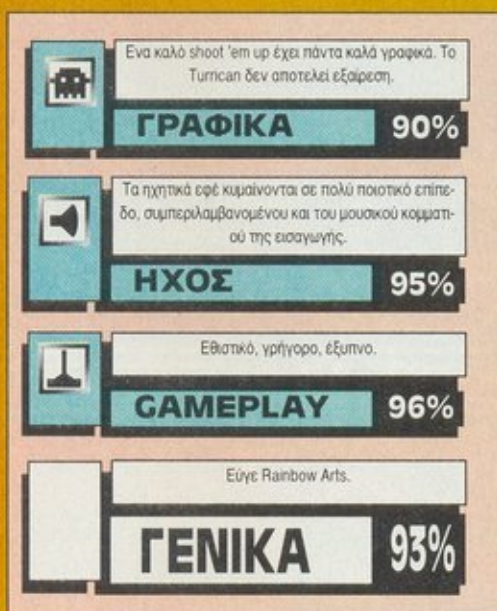 Ενα καλό shoot 'em up έχει πάντα καλά γραφικά. Το
Turrican δεν αποτελεί εξαίρεση.
ΓΡΑΦΙΚΑ 90%
Τα ηχητικά εφέ κυμαίνονται σε πολύ ποιοτικό επίπε-
δο, συμπεριλαμβανομένου και του μουσικού κομματι-
ού της εισαγωγής.
ΗΧΟΣ 95%
Εθιστικό, γρήγορο, έξυπνο.
GAMEPLAY 96%
Εύγε Rainbow Arts.
ΓΕΝΙΚΑ 93%